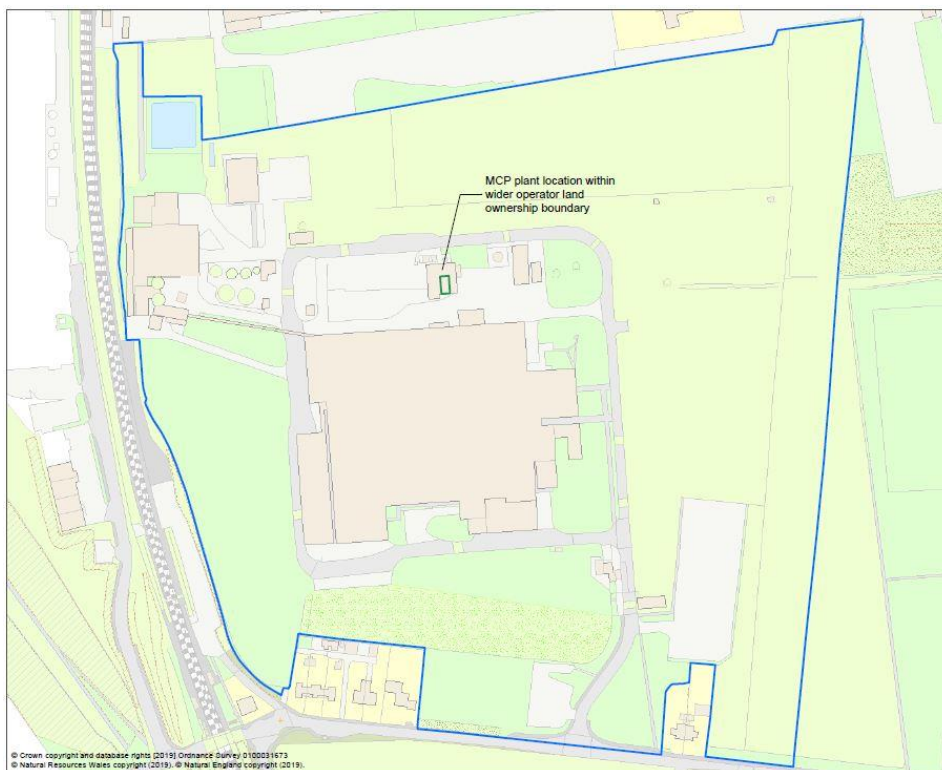 MCP plant location within
wider operator land
ownership boundary
© Crown copyright and database rights [2019] Ordnance Survey 0100031673
© Natural Resources Wales copyright (2019). © Natural England copyright (2019).